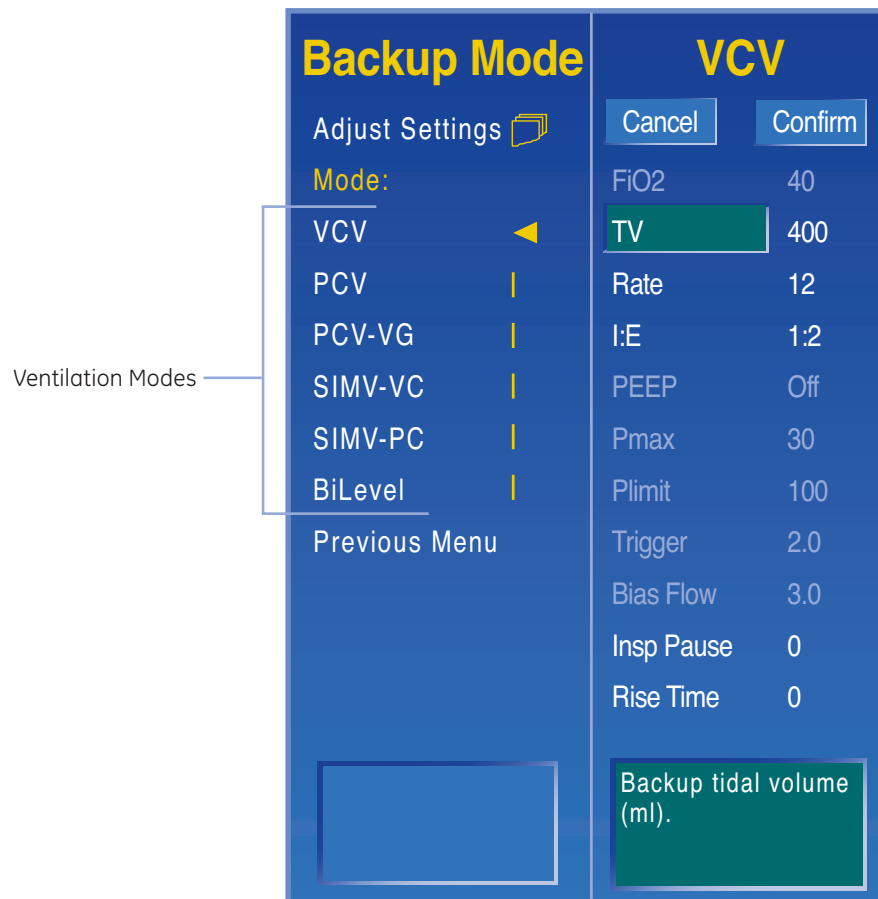 Backup Mode
Adjust Settings
Mode:
VCV
PCV
PCV-VG
SIMV-VC
SIMV-PC
BiLevel
Previous Menu
Ventilation Modes
VCV
Cancel Confirm
FiO2 40
TV 400
Rate 12
I:E 1:2
PEEP Off
Pmax 30
Plimit 100
Trigger 2.0
Bias Flow 3.0
Insp Pause 0
Rise Time 0
Backup tidal volume
(ml).